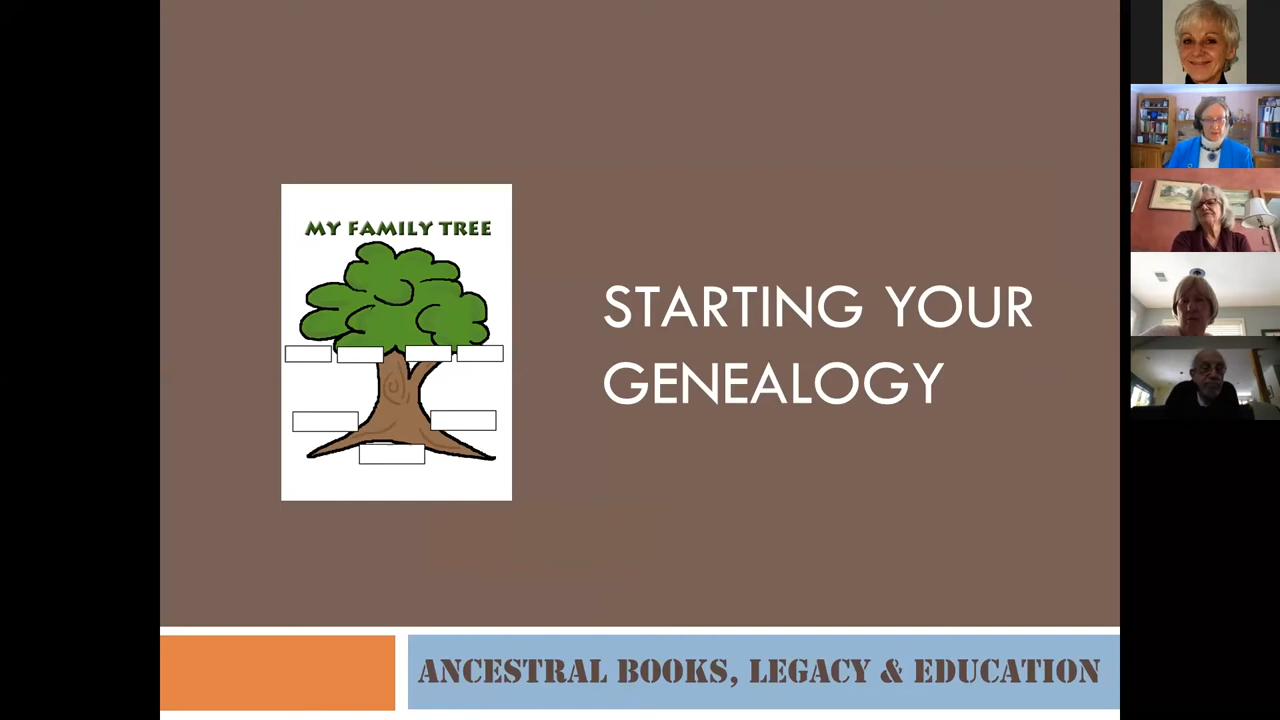 MY FAMILY TREE
STARTING YOUR
GENEALOGY
ANCESTRAL BOOKS, LEGACY & EDUCATION